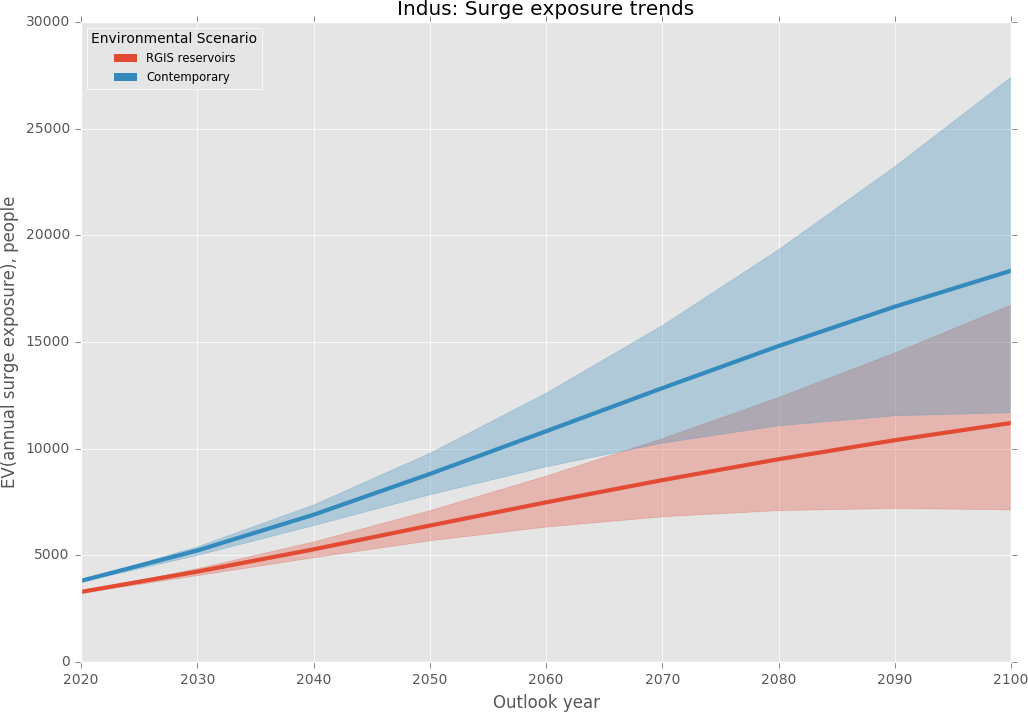 Indus: Surge exposure trends
Environmental Scenario
RGIS reservoirs
Contemporary
EV(annual surge exposure), people
30000
25000
20000
15000
10000
5000
0
2020 2030 2040 2050 2060 2070 2080 2090 2100
Outlook year